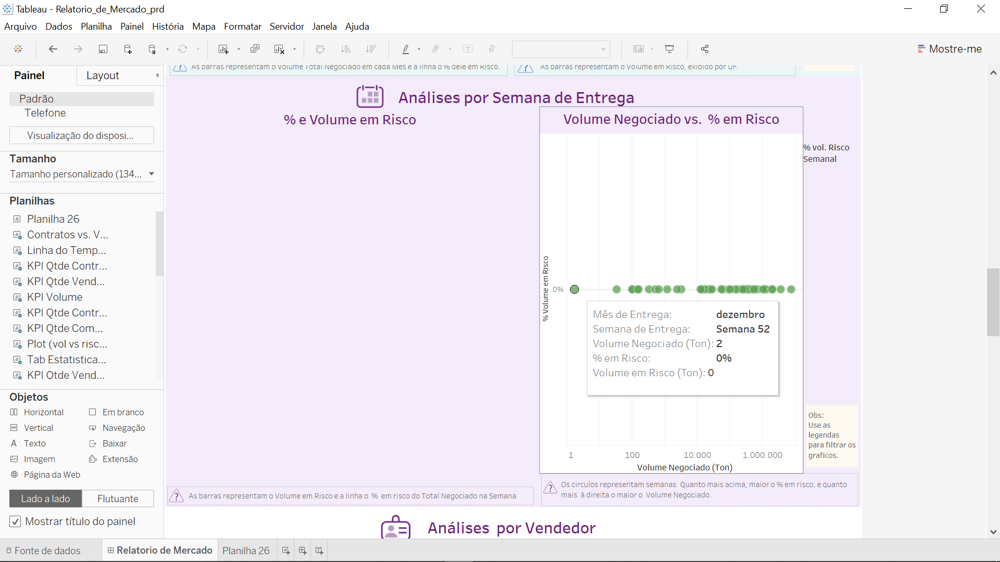 Tableau - Relatorio_de_Mercado_prd
Arquivo Dados Planilha Painel História Mapa Formatar Servidor Janela Ajuda
Mostre-me
Painel
Layout
Padrão
Telefone
Visualização do disposi...
Tamanho
Tamanho personalizado (134...
Planilhas
Planilha 26
Contratos vs. V...
Linha do Temp...
KPI Qtde Contr...
KPI Qtde Vend...
KPI Volume
KPI Qtde Contr...
KPI Qtde Com...
Plot (vol vs risc...
Tab Estatistica...
KPI Qtde Vend...
Objetos
Horizontal
Em branco
Vertical
Navegação
Texto
Baixar
Imagem
Extensão
Página da Web
Lado a lado
Flutuante
Mostrar título do painel
As barras representam o Volume Total Negociado em cada Mês e a linha o % dele em Risco.
As barras representam o Volume em Risco, exibido por UF.
Análises por Semana de Entrega
% e Volume em Risco
Volume Negociado vs. % em Risco
% vol. Risco
Semanal
% Volume em Risco
0%
Mês de Entrega: dezembro
Semana de Entrega: Semana 52
Volume Negociado (Ton): 2
% em Risco: 0%
Volume em Risco (Ton): 0
1
100
10.000
1.000.000
Volume Negociado (Ton)
Obs:
Use as
legendas
para filtrar os
graficos.
As barras representam o Volume em Risco e a linha o % em risco do Total Negociado na Semana
Os circulos representam semanas. Quanto mais acima, maior o % em risco, e quanto
mais à direita o maior o Volume Negociado.
Análises por Vendedor
Fonte de dados
Relatorio de Mercado
Planilha 26